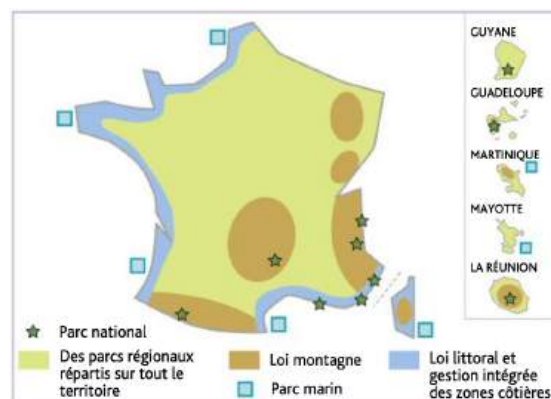 GUYANE
GUADELOUPE
MARTINIQUE
MAYOTTE
LA RÉUNION
Parc national
Des parcs régionaux
répartis sur tout le
territoire
Loi montagne
Parc marin
Loi littoral et
gestion intégrée
des zones côtières